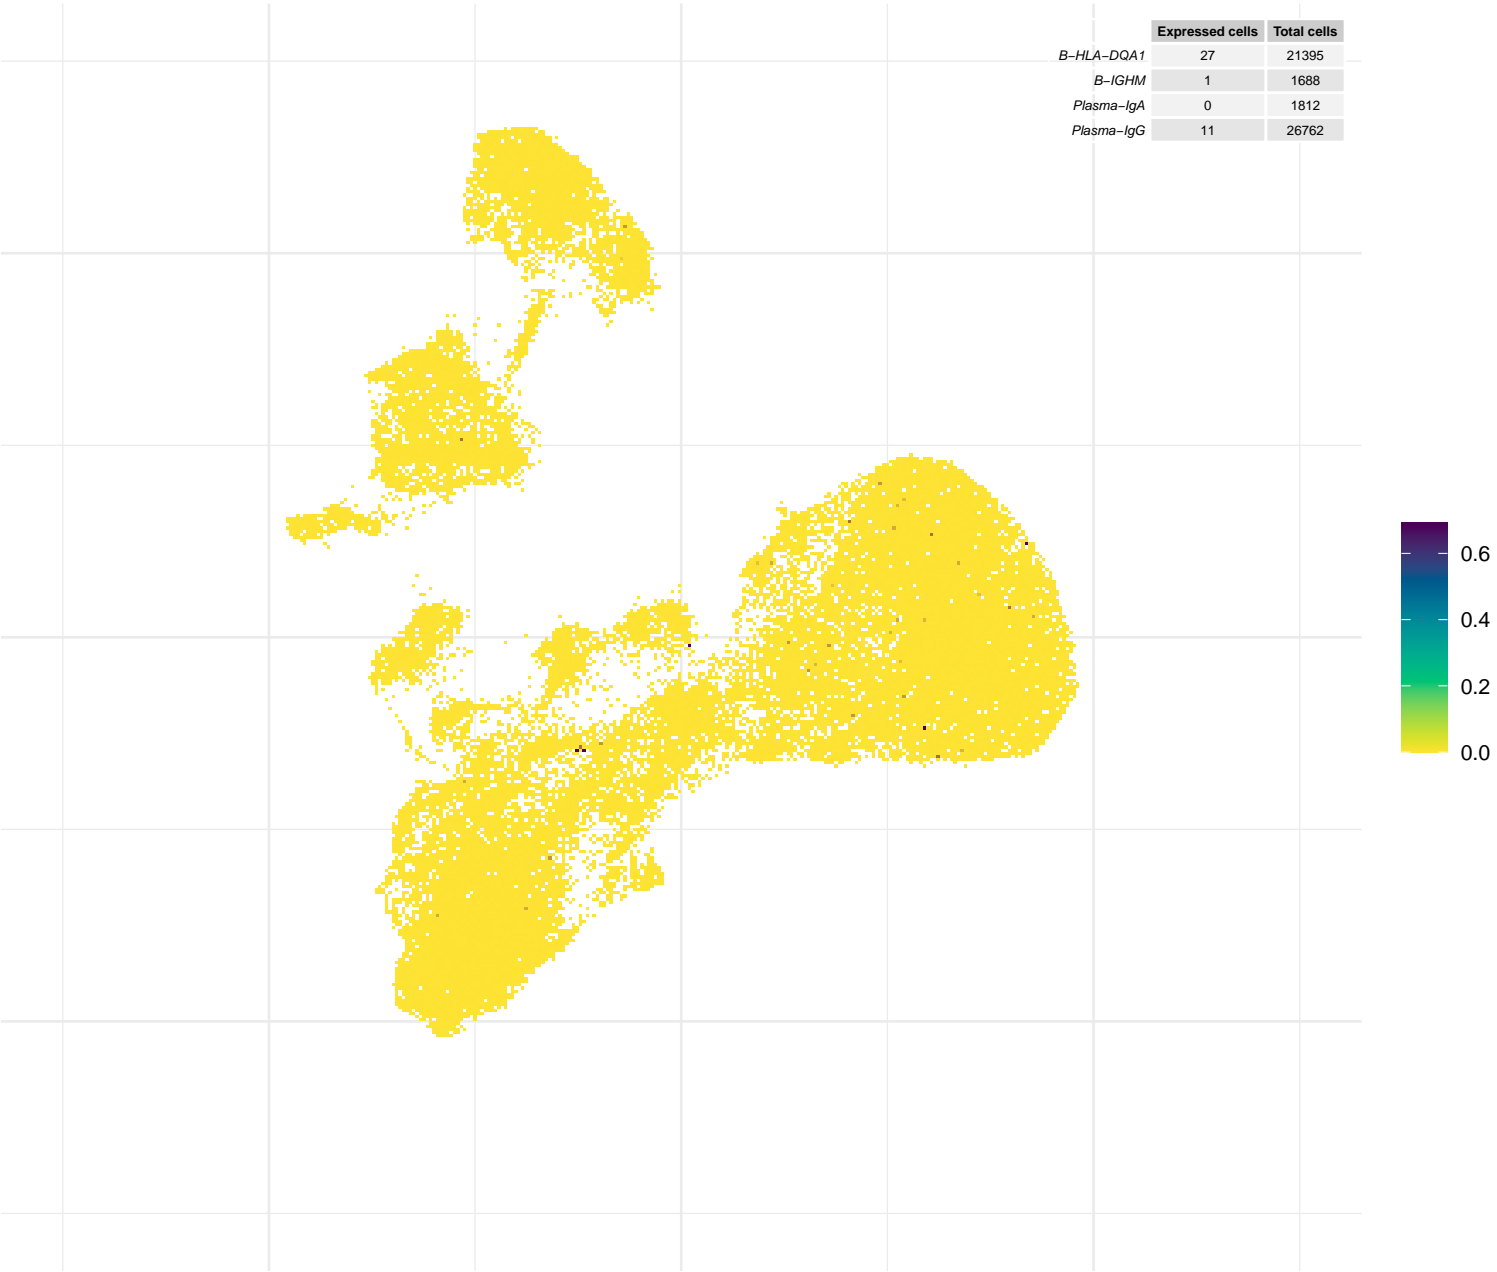 Expressed cells Total cells
B–HLA–DQA1 27 21395
B–IGHM 1 1688
Plasma–IgA 0 1812
Plasma–IgG 11 26762
0.6
0.4
0.2
0.0